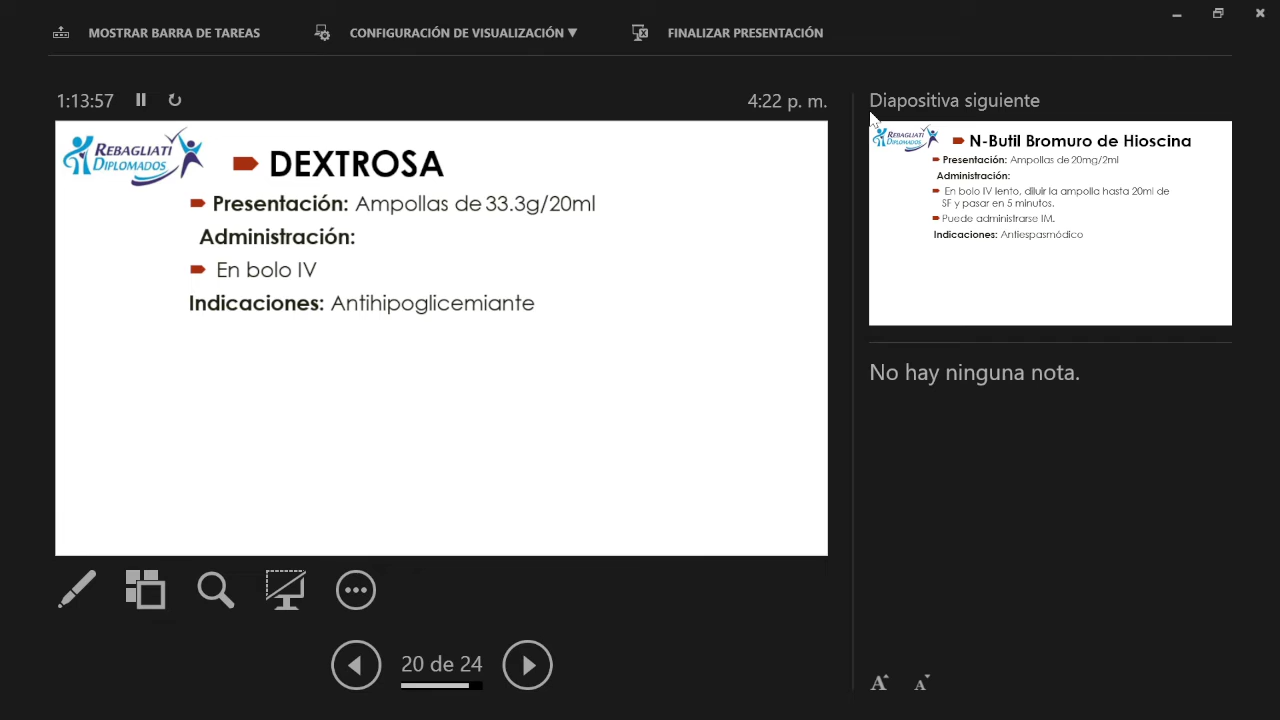 MOSTRAR BARRA DE TAREAS
CONFIGURACIÓN DE VISUALIZACIÓN ▼
FINALIZAR PRESENTACIÓN
1:13:57
4:22 p. m.
REBAGLIATI
DIPLOMADOS
DEXTROSA
Presentación: Ampollas de 33.3g/20ml
Administración:
En bolo IV
Indicaciones: Antihipoglicemiante
20 de 24
Diapositiva siguiente
REBAGLIATI
DIPLOMADOS
N-Butil Bromuro de Hioscina
Presentación: Ampollas de 20mg/2ml
Administración:
En bolo IV lento, diluir la ampolla hasta 20ml de
SF y pasar en 5 minutos.
Puede administrarse IM.
Indicaciones: Antiespasmódico
No hay ninguna nota.
A A